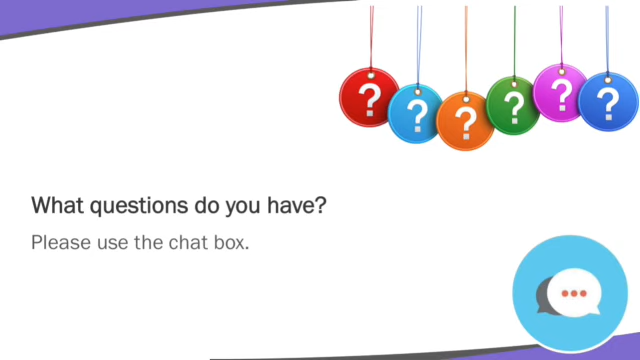 ? ? ? ? ? ?
What questions do you have?
Please use the chat box.